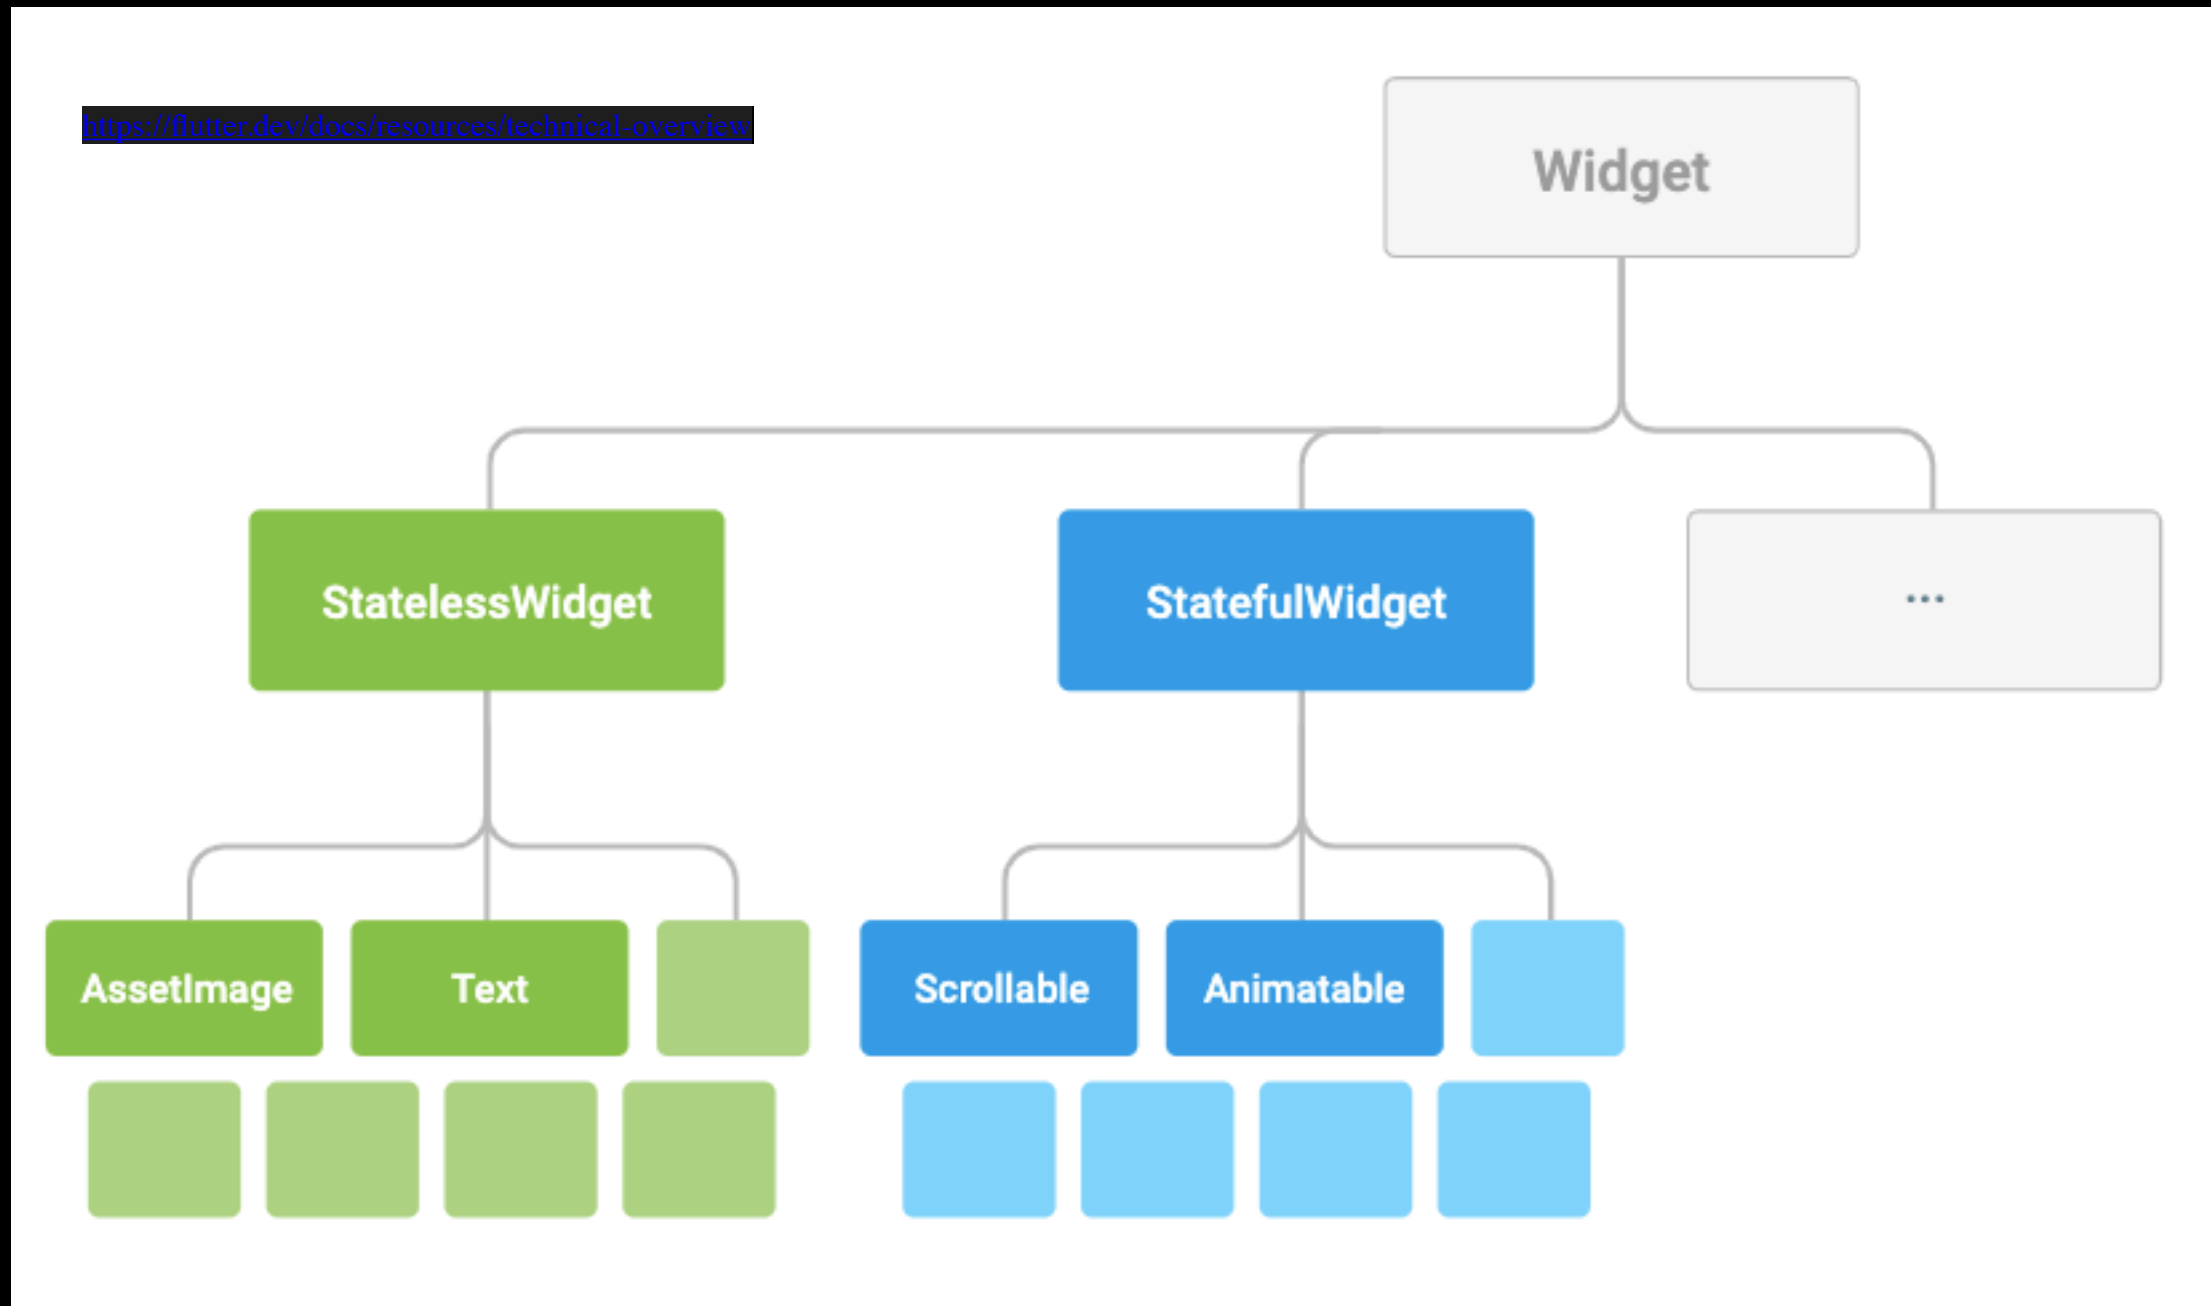 https://flutter.dev/docs/resources/technical-overview
Widget
StatelessWidget
StatefulWidget
...
AssetImage
Text
Scrollable
Animatable